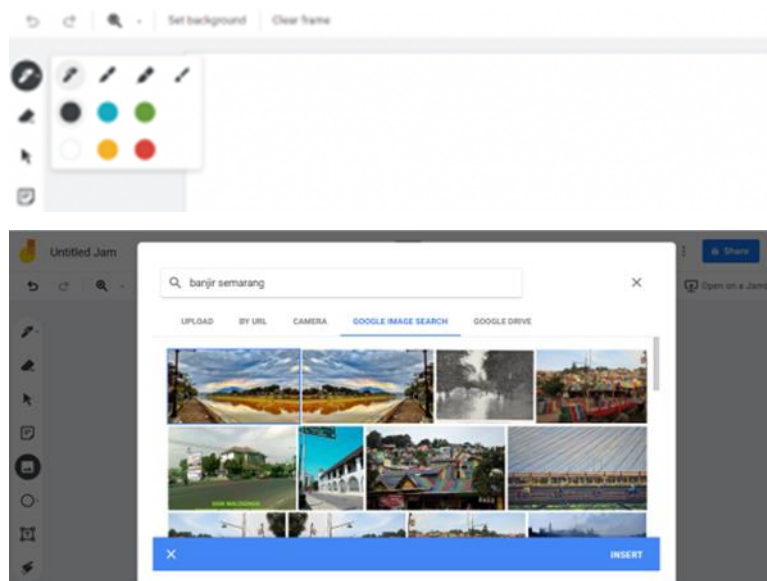 Set background Clear frame
Untitled Jam
Share
banjir semarang
Open on a Jamb
UPLOAD BY URL CAMERA GOOGLE IMAGE SEARCH GOOGLE DRIVE
INSERT